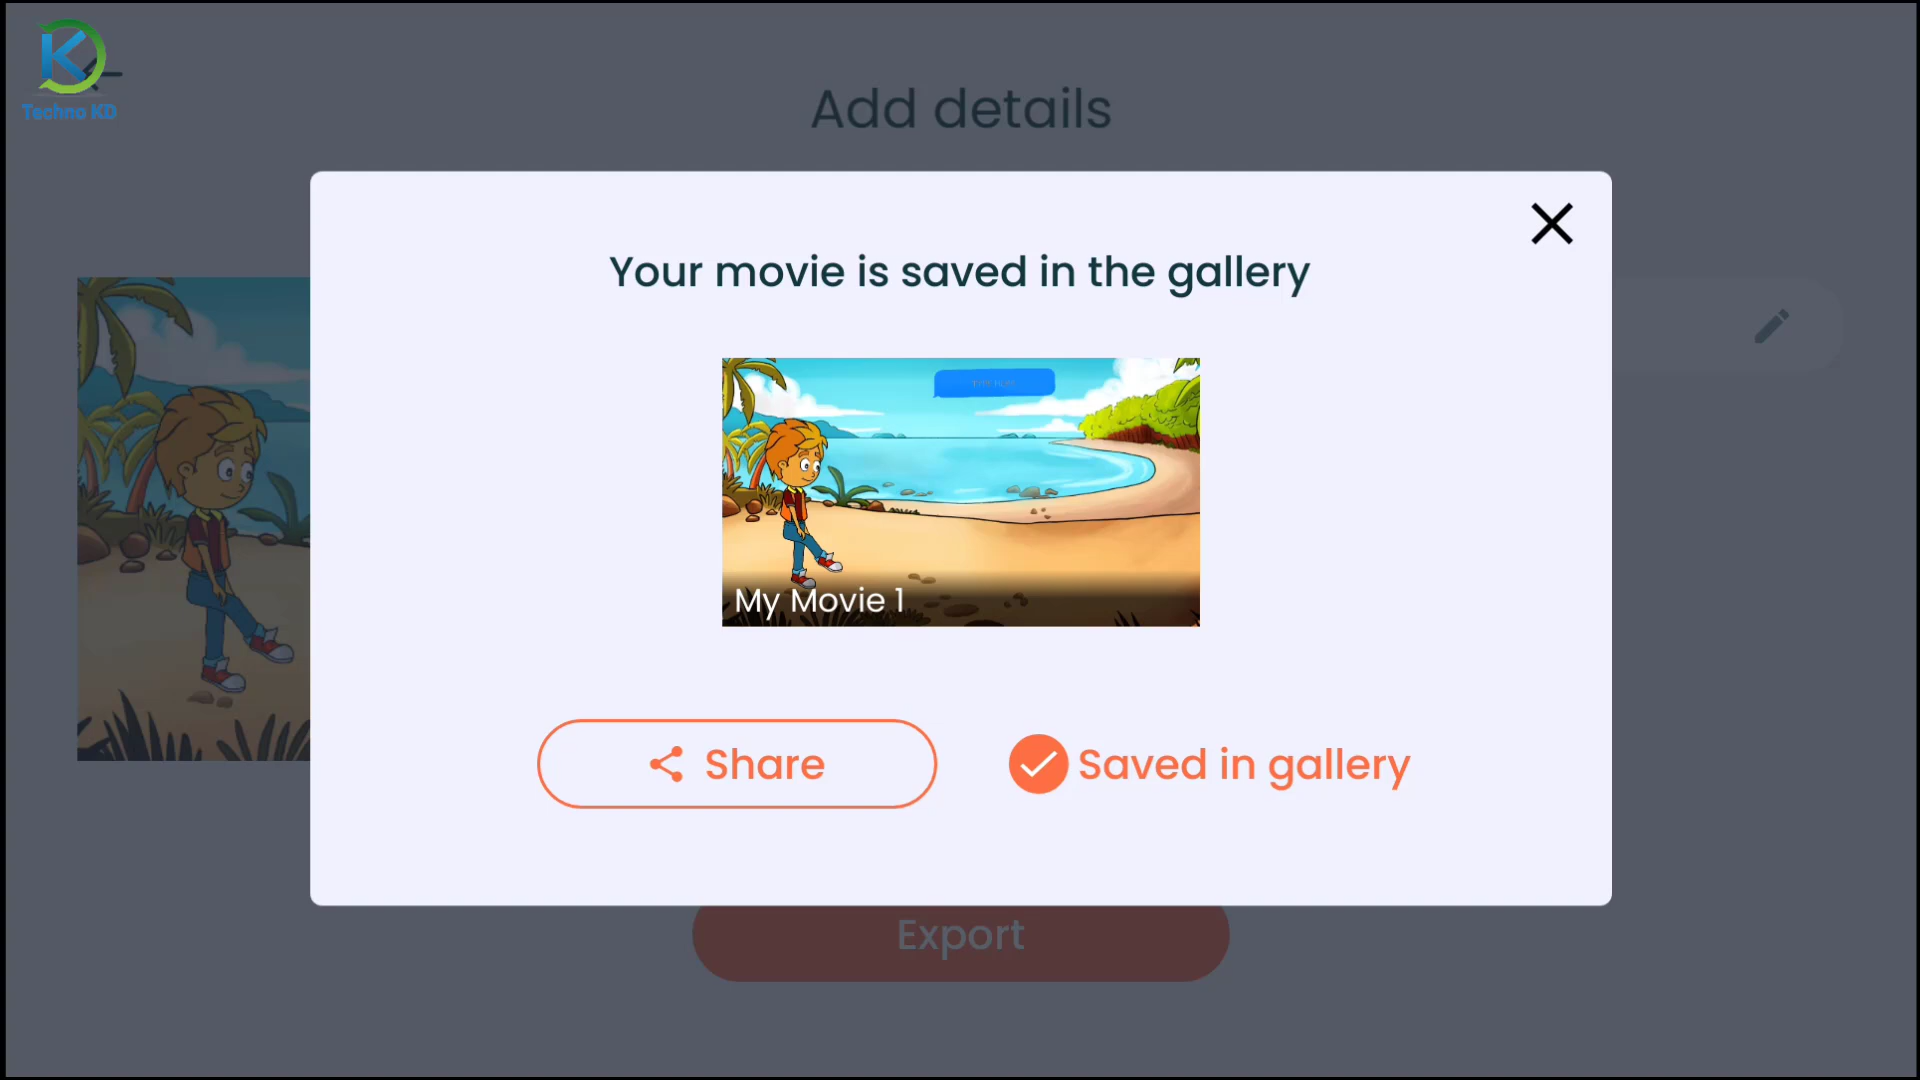 Techno KD
Add details
Your movie is saved in the gallery
My Movie 1
Share
Saved in gallery
Export